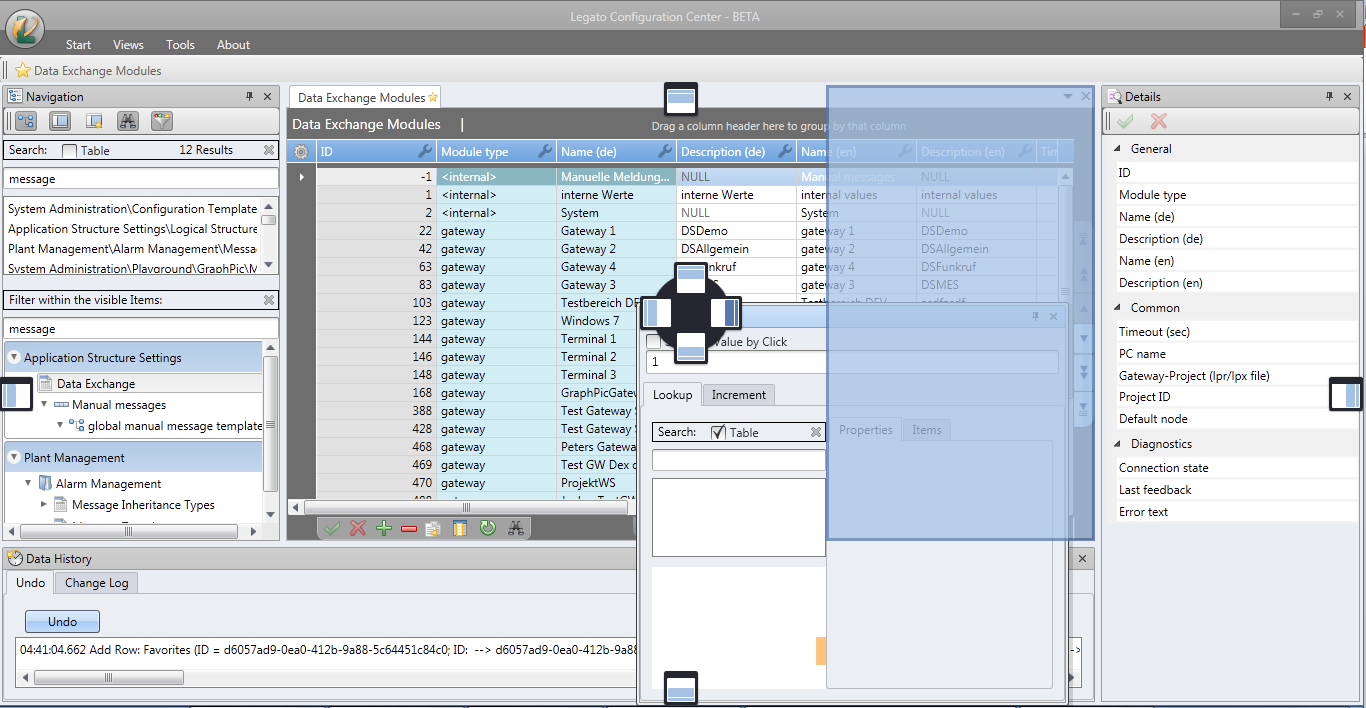 Legato Configuration Center - BETA
Start Views Tools About
Data Exchange Modules
Navigation
Search: Table 12 Results
message
System Administration\Configuration Template
Application Structure Settings\Logical Structure
Plant Management\Alarm Management\Messa
System Administration\Playground\GraphPic\M
Filter within the visible Items:
message
Application Structure Settings
Data Exchange
Manual messages
global manual message template
Plant Management
Alarm Management
Message Inheritance Types
Data Exchange Modules
Data Exchange Modules
Drag a column header here to group by that column
ID Module type Name (de) Description (de) Name (en) Description (en) Tim
-1 <internal> Manuelle Meldung... NULL Manual messages NULL
1 <internal> interne Werte interne Werte internal values internal values
2 <internal> System NULL System NULL
22 gateway Gateway 1 DSDemo gateway 1 DSDemo
42 gateway Gateway 2 DSAllgemein gateway 2 DSAllgemein
63 gateway Gateway 4 nkruf gateway 4 DSFunkruf
83 gateway Gateway 3 gateway 3 DSMES
103 gateway Testbereich DE Testbereich DEV
123 gateway Windows 7
144 gateway Terminal 1
146 gateway Terminal 2
148 gateway Terminal 3
168 gateway GraphPicGatew
388 gateway Test Gateway S
428 gateway Test Gateway S
468 gateway Peters Gatewa
469 gateway Test GW Dex d
470 gateway ProjektWS
Value by Click
1
Lookup Increment
Search: Table
Properties Items
Details
General
ID
Module type
Name (de)
Description (de)
Name (en)
Description (en)
Common
Timeout (sec)
PC name
Gateway-Project (lpr/lpx file)
Project ID
Default node
Diagnostics
Connection state
Last feedback
Error text
Data History
Undo Change Log
Undo
04:41:04.662 Add Row: Favorites (ID = d6057ad9-0ea0-412b-9a88-5c64451c84c0; ID: --> d6057ad9-0ea0-412b-9a88 ->